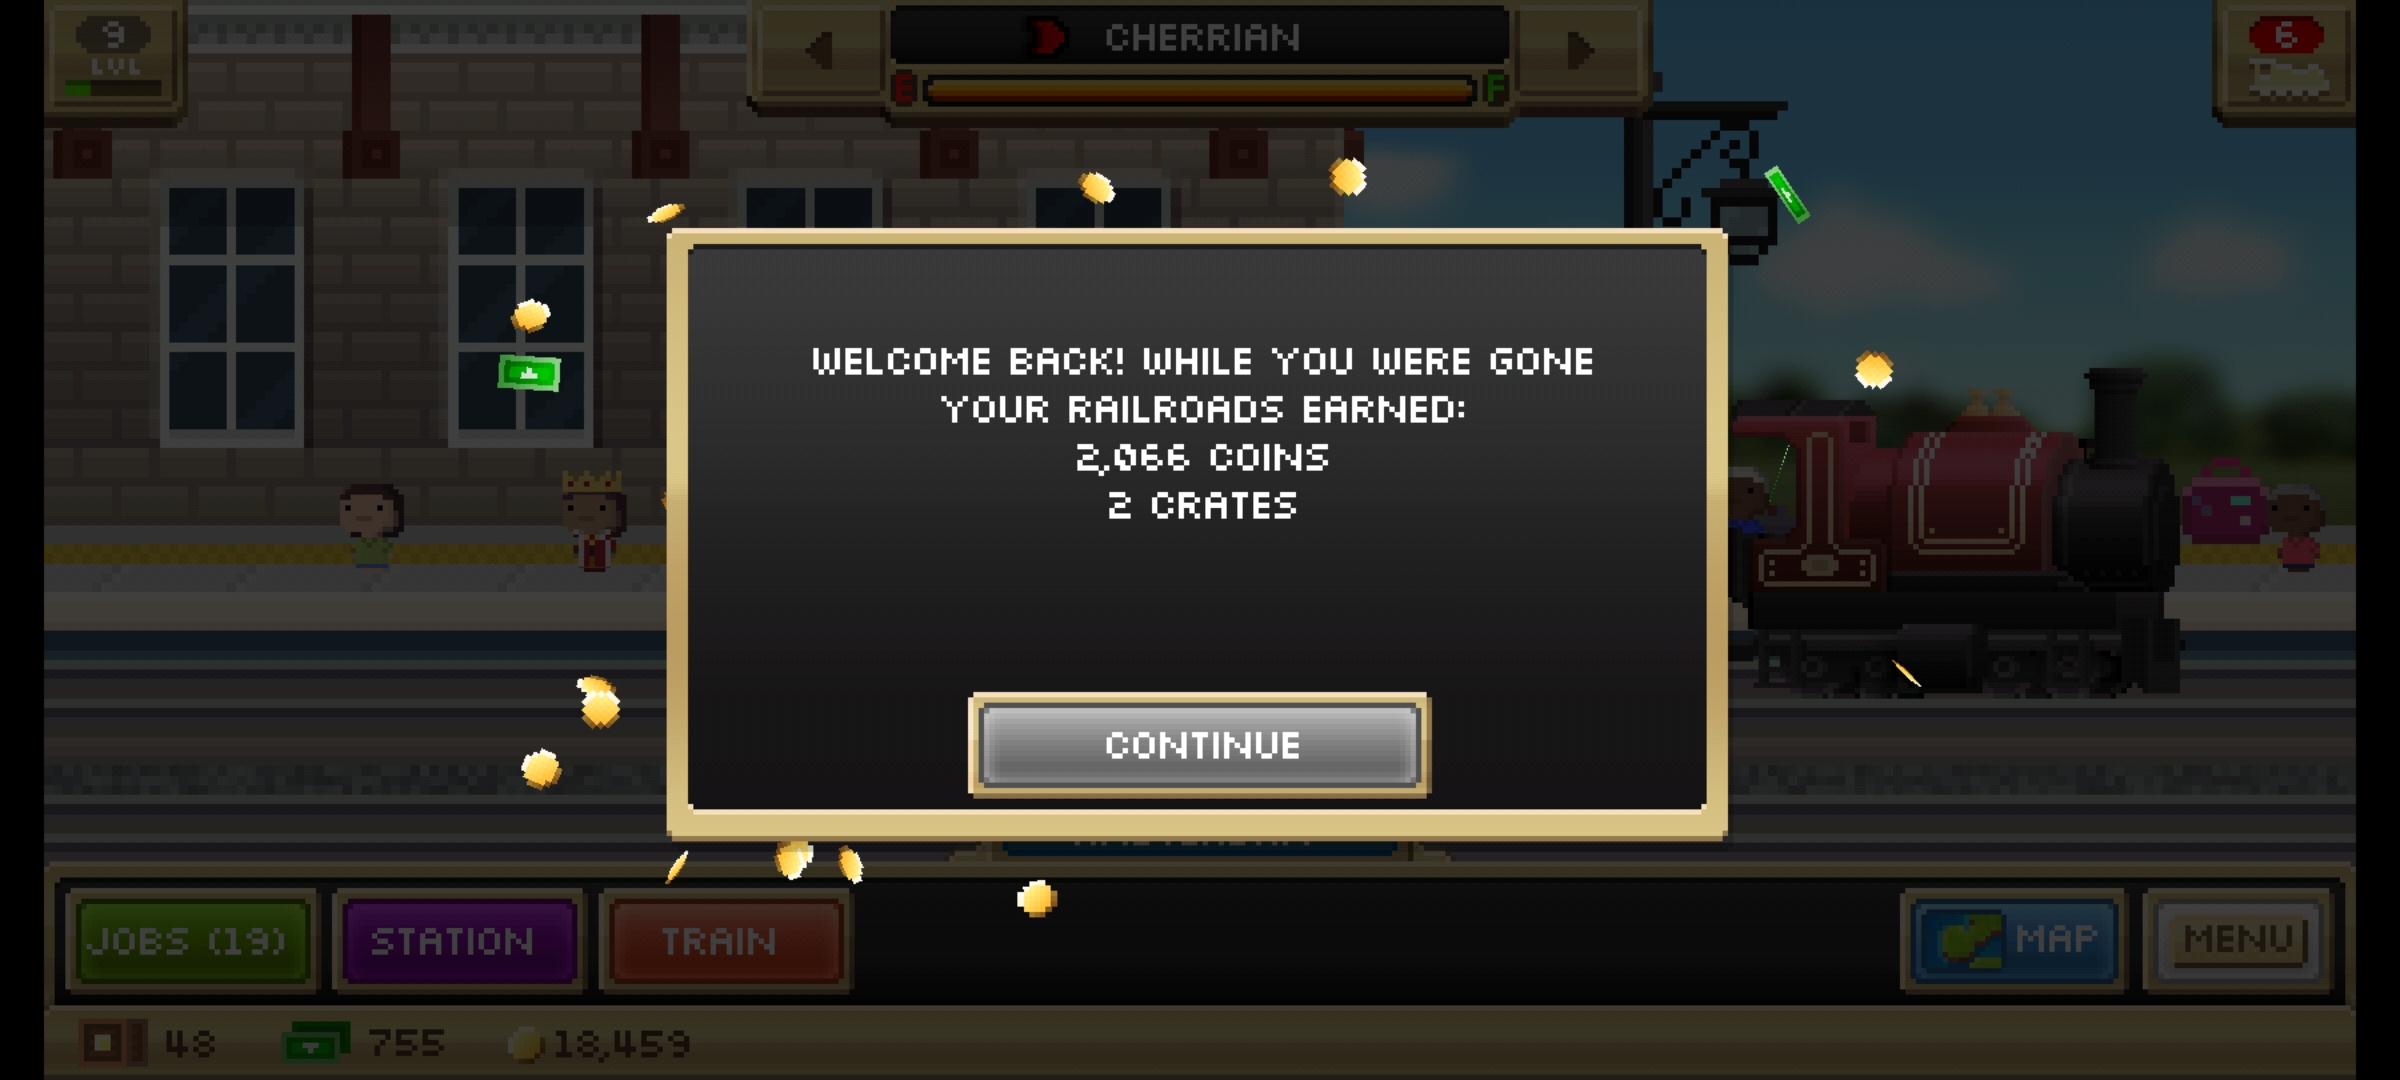 9
LVL
CHERRIAN
E
F
6
WELCOME BACK! WHILE YOU WERE GONE
YOUR RAILROADS EARNED:
2,066 COINS
2 CRATES
CONTINUE
JOBS (19)
STATION
TRAIN
MAP
MENU
48
755
18,459